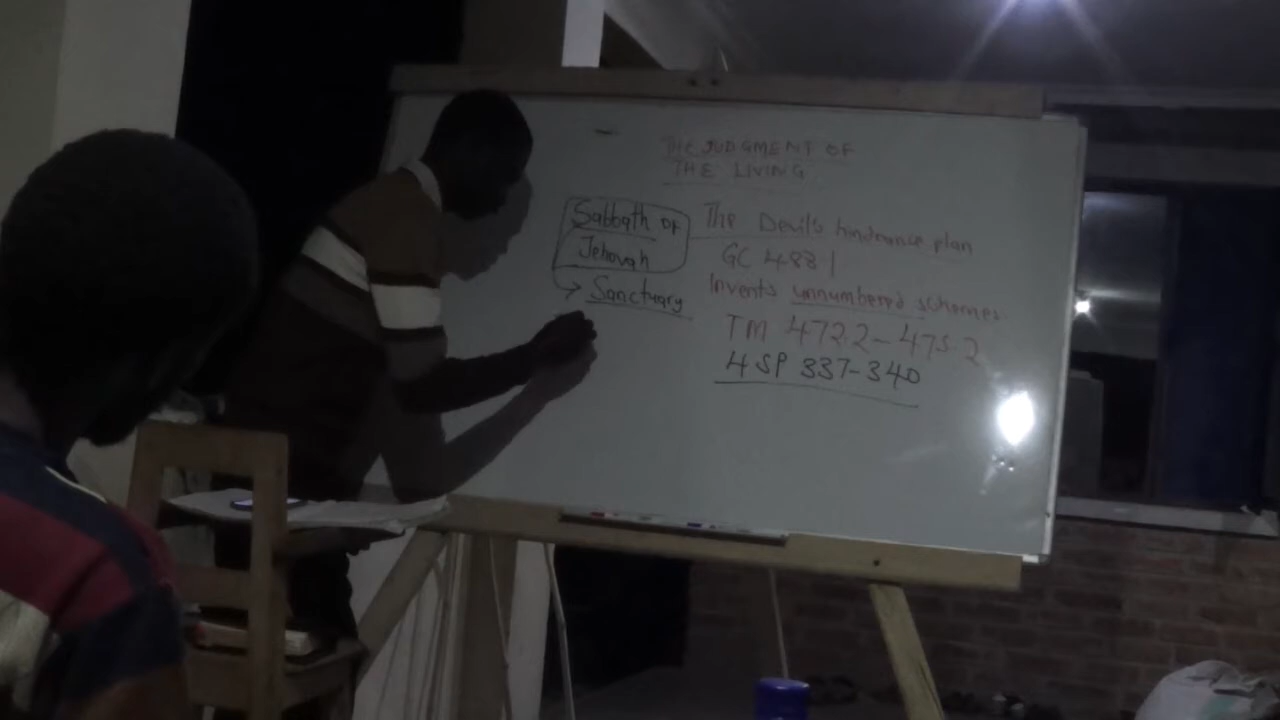 THE JUDGMENT OF
THE LIVING
Sabbath of
Jehovah
Sanctuary
The Devil's hindrance plan
GC 488 1
Invents unnumbered schemes
TM 472.2-475.2
4SP 337-340